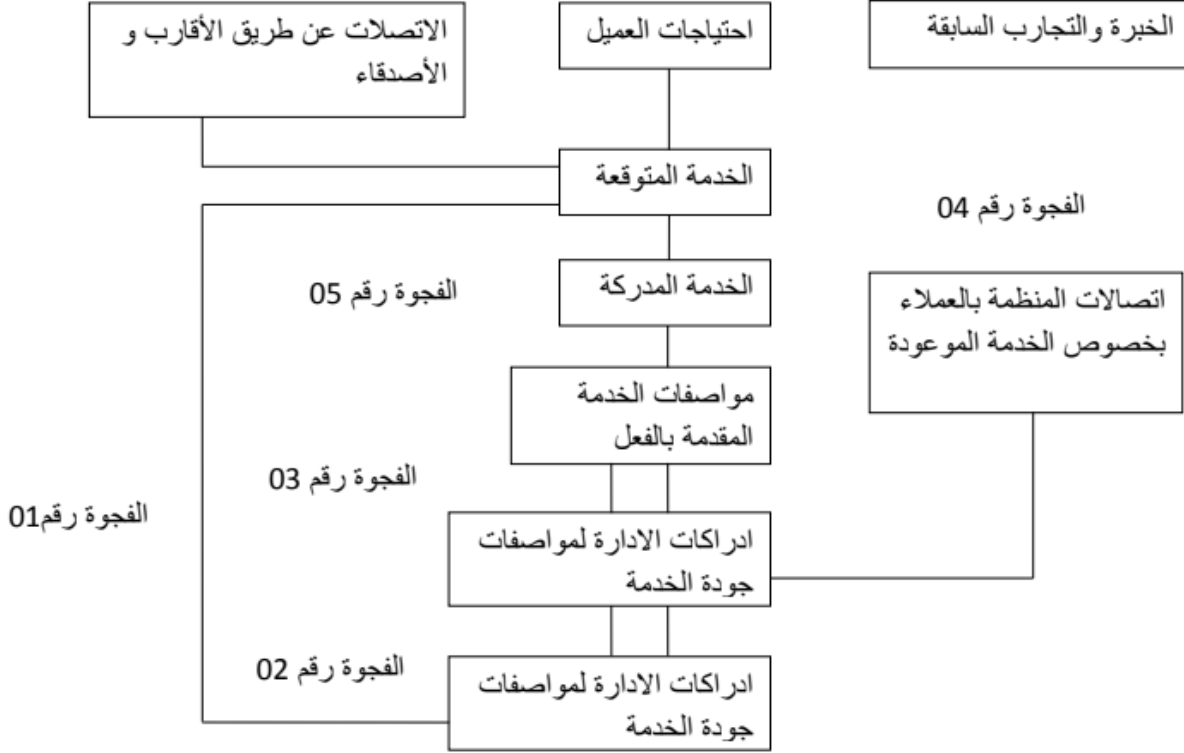 الخبرة والتجارب السابقة
احتياجات العميل
الاتصلات عن طريق الأقارب و
الأصدقاء
الخدمة المتوقعة
الفجوة رقم 04
الخدمة المدركة
الفجوة رقم 05
اتصالات المنظمة بالعملاء
بخصوص الخدمة الموعودة
مواصفات الخدمة
المقدمة بالفعل
الفجوة رقم 03
الفجوة رقم01
ادراكات الادارة لمواصفات
جودة الخدمة
الفجوة رقم 02
ادراكات الادارة لمواصفات
جودة الخدمة